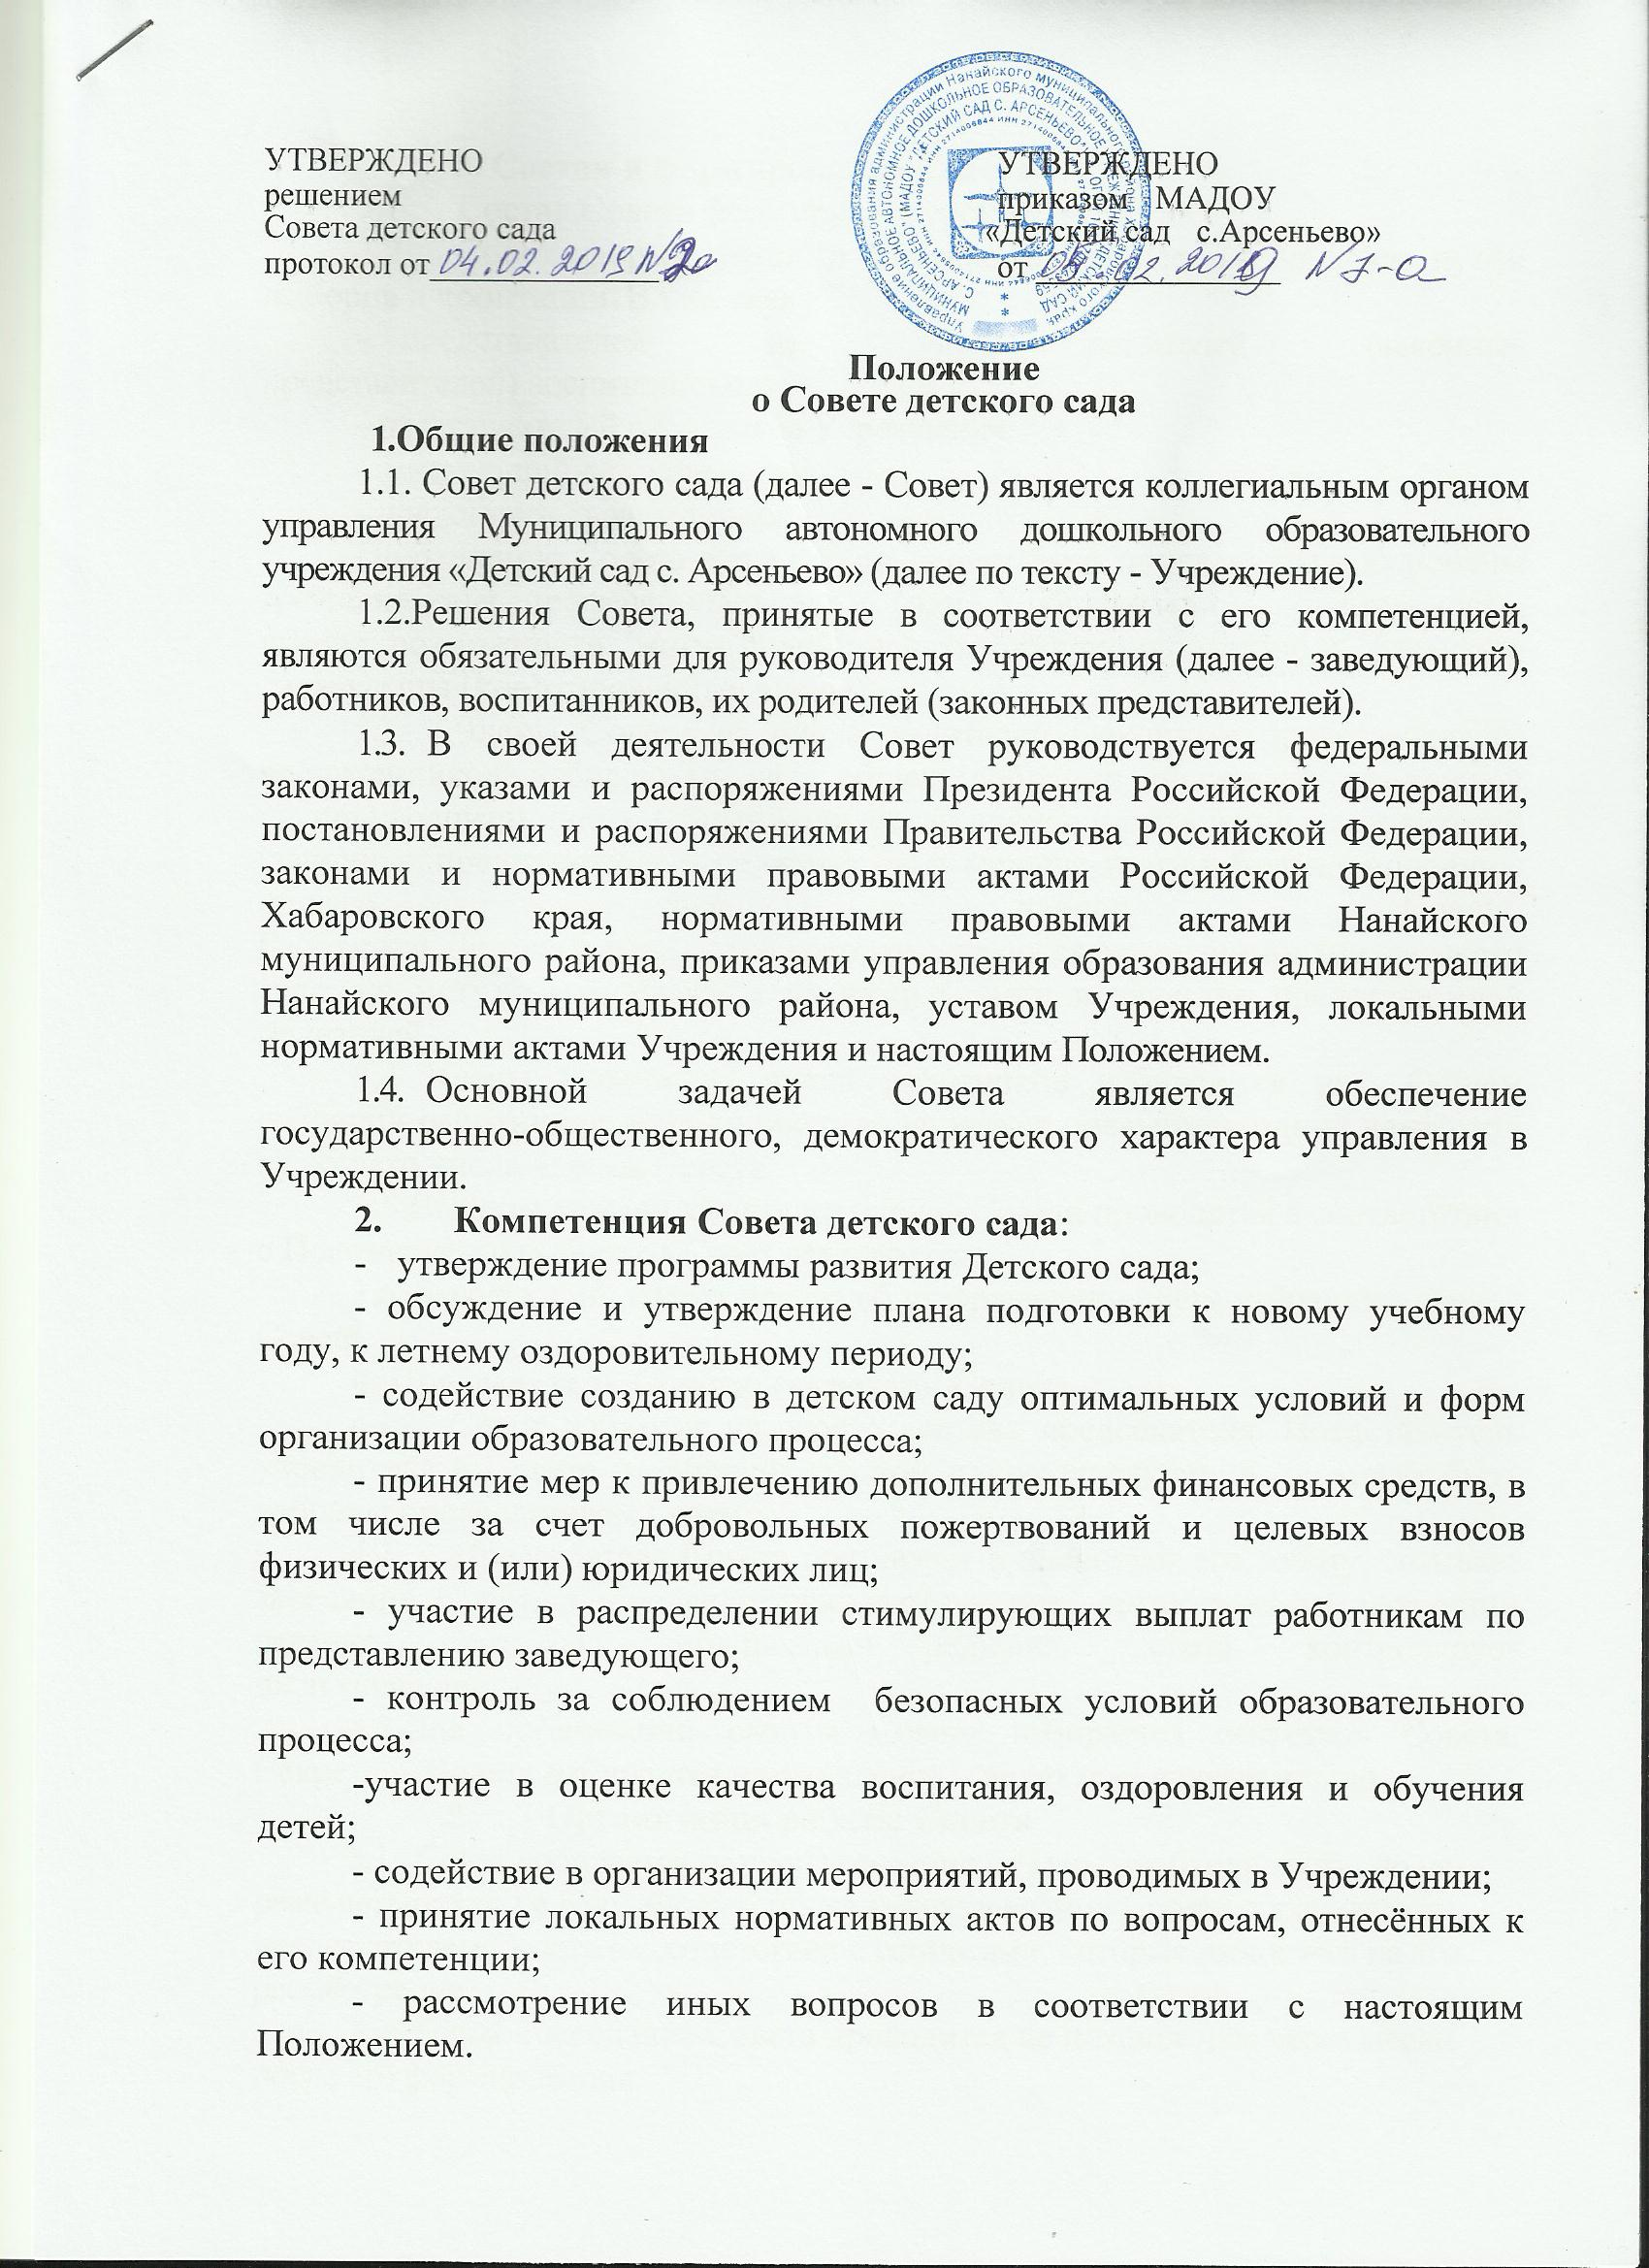 УТВЕРЖДЕНО
решением
Совета детского сада
протокол от 04.02.2019 №2а
УТВЕРЖДЕНО
приказом МАДОУ
«Детский сад с.Арсеньево»
от 02.2019 №7-а
Положение
о Совете детского сада
1.Общие положения
1.1. Совет детского сада (далее - Совет) является коллегиальным органом
управления Муниципального автономного дошкольного образовательного
учреждения «Детский сад с. Арсеньево» (далее по тексту - Учреждение).
1.2.Решения Совета, принятые в соответствии с его компетенцией,
являются обязательными для руководителя Учреждения (далее - заведующий),
работников, воспитанников, их родителей (законных представителей).
1.3. В своей деятельности Совет руководствуется федеральными
законами, указами и распоряжениями Президента Российской Федерации,
постановлениями и распоряжениями Правительства Российской Федерации,
законами и нормативными правовыми актами Российской Федерации,
Хабаровского края, нормативными правовыми актами Нанайского
муниципального района, приказами управления образования администрации
Нанайского муниципального района, уставом Учреждения, локальными
нормативными актами Учреждения и настоящим Положением.
1.4. Основной задачей Совета является обеспечение
государственно-общественного, демократического характера управления в
Учреждении.
2. Компетенция Совета детского сада:
- утверждение программы развития Детского сада;
- обсуждение и утверждение плана подготовки к новому учебному
году, к летнему оздоровительному периоду;
- содействие созданию в детском саду оптимальных условий и форм
организации образовательного процесса;
- принятие мер к привлечению дополнительных финансовых средств, в
том числе за счет добровольных пожертвований и целевых взносов
физических и (или) юридических лиц;
- участие в распределении стимулирующих выплат работникам по
представлению заведующего;
- контроль за соблюдением безопасных условий образовательного
процесса;
-участие в оценке качества воспитания, оздоровления и обучения
детей;
- содействие в организации мероприятий, проводимых в Учреждении;
- принятие локальных нормативных актов по вопросам, отнесённых к
его компетенции;
- рассмотрение иных вопросов в соответствии с настоящим
Положением.